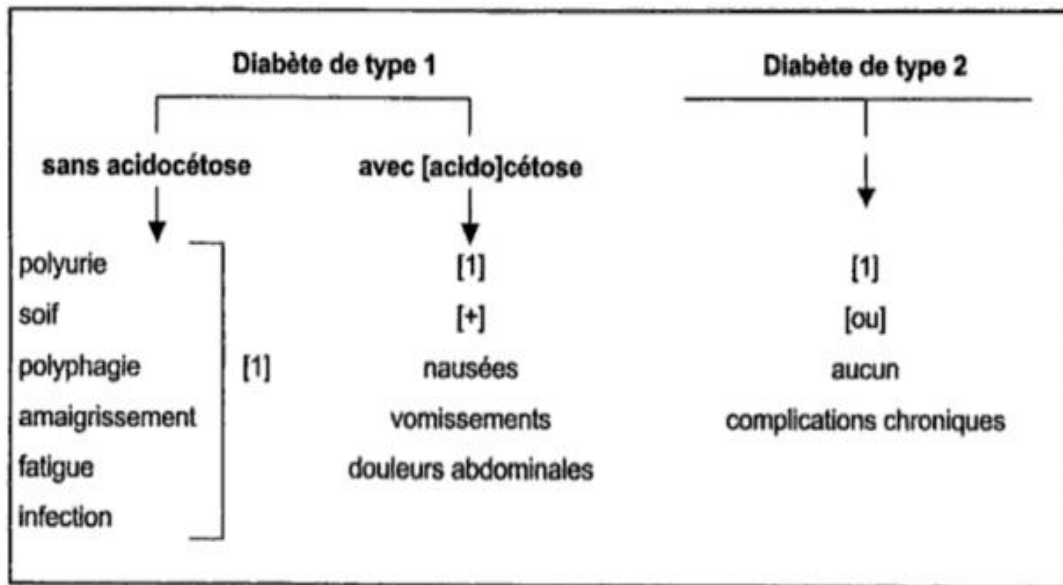 Diabète de type 1 Diabète de type 2
sans acidocétose avec [acido]cétose
polyurie [1] [1]
soif [+] [ou]
polyphagie [1] nausées aucun
amaigrissement vomissements complications chroniques
fatigue douleurs abdominales
infection